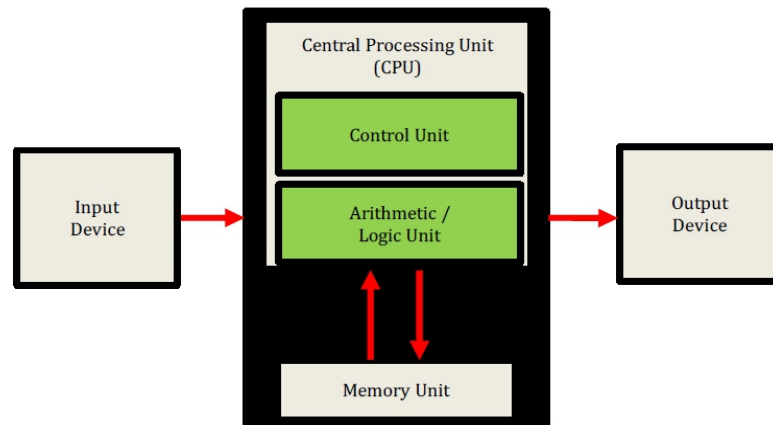 Central Processing Unit
(CPU)
Control Unit
Input
Device
Arithmetic /
Logic Unit
Output
Device
Memory Unit